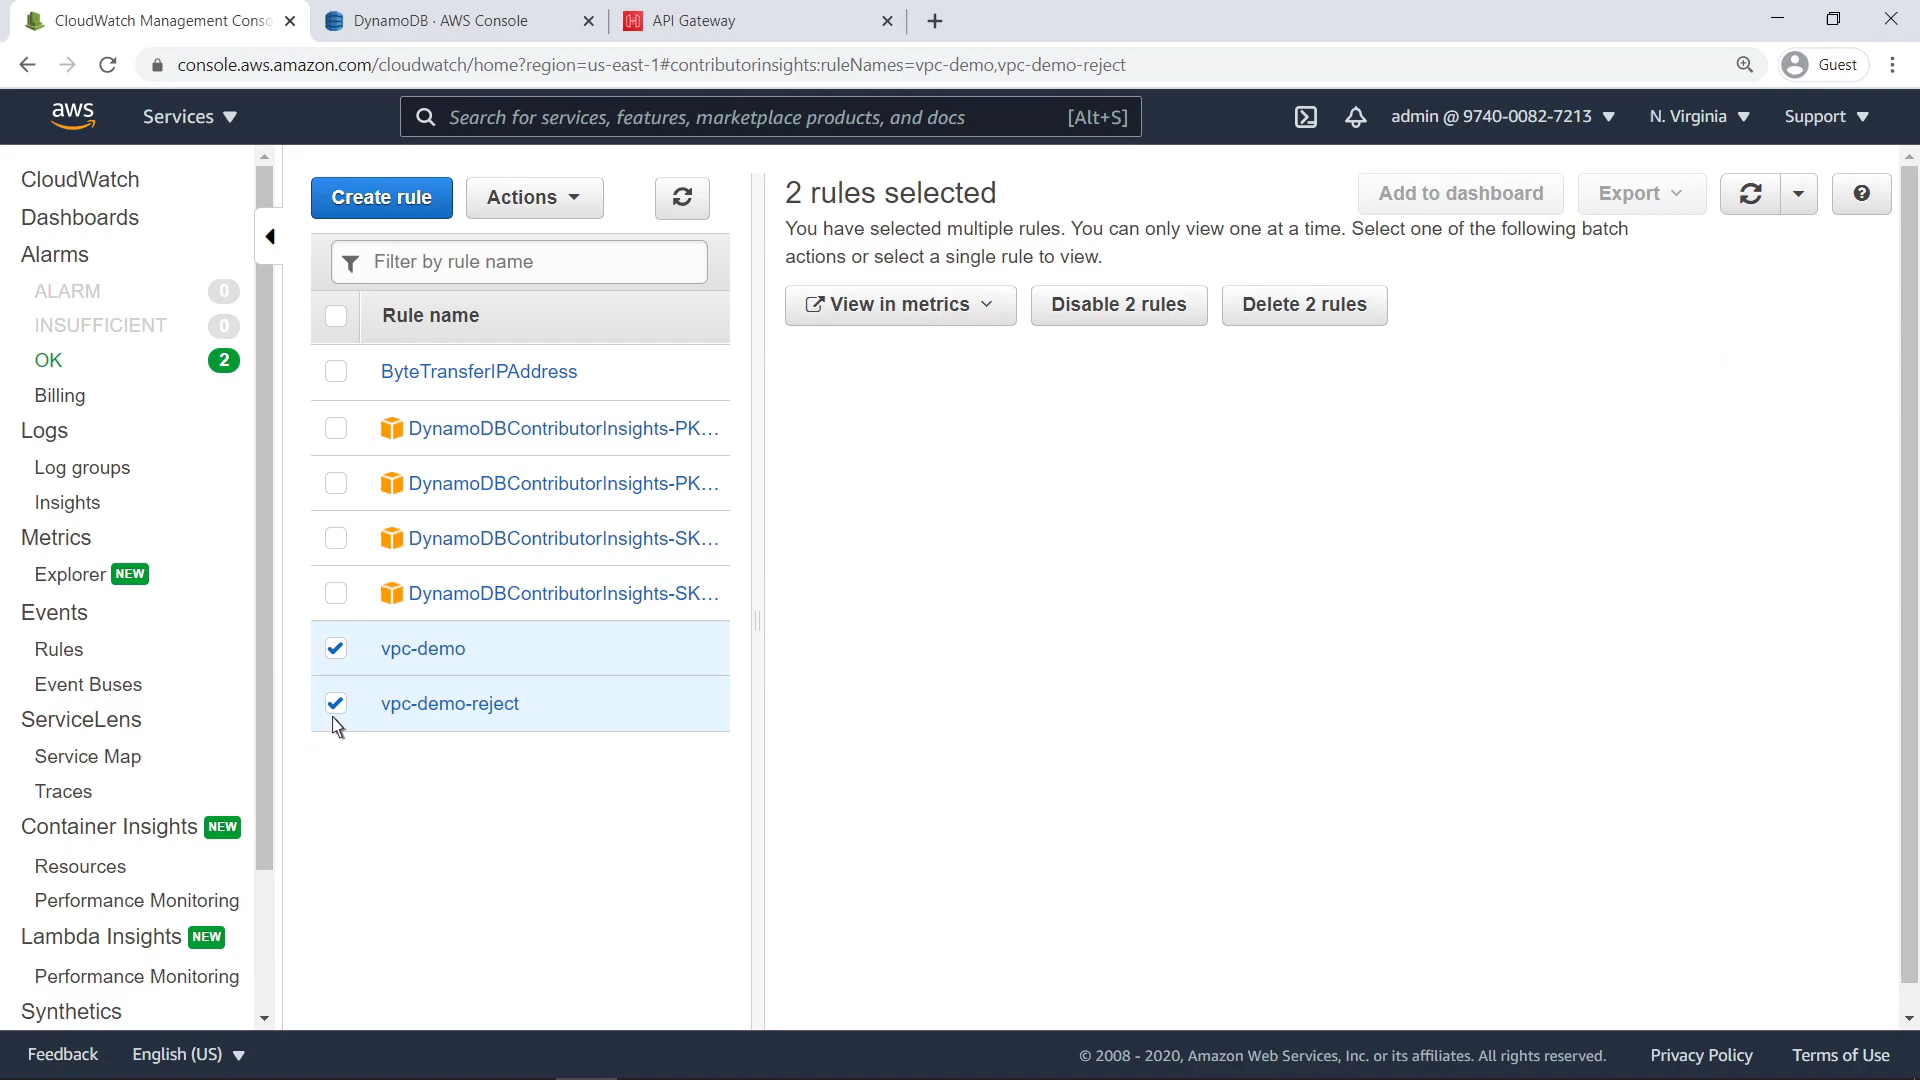 CloudWatch Management Conso
DynamoDB · AWS Console
API Gateway
console.aws.amazon.com/cloudwatch/home?region=us-east-1#contributorinsights:ruleNames=vpc-demo,vpc-demo-reject
Guest
aws
Services
Search for services, features, marketplace products, and docs
[Alt+S]
admin @ 9740-0082-7213
N. Virginia
Support
CloudWatch
Dashboards
Alarms
ALARM 0
INSUFFICIENT 0
OK 2
Billing
Logs
Log groups
Insights
Metrics
Explorer NEW
Events
Rules
Event Buses
ServiceLens
Service Map
Traces
Container Insights NEW
Resources
Performance Monitoring
Lambda Insights NEW
Performance Monitoring
Synthetics
Create rule
Actions
Filter by rule name
Rule name
ByteTransferIPAddress
DynamoDBContributorInsights-PK...
DynamoDBContributorInsights-PK...
DynamoDBContributorInsights-SK...
DynamoDBContributorInsights-SK...
vpc-demo
vpc-demo-reject
2 rules selected
Add to dashboard
Export
You have selected multiple rules. You can only view one at a time. Select one of the following batch
actions or select a single rule to view.
View in metrics
Disable 2 rules
Delete 2 rules
Feedback
English (US)
© 2008 - 2020, Amazon Web Services, Inc. or its affiliates. All rights reserved.
Privacy Policy
Terms of Use